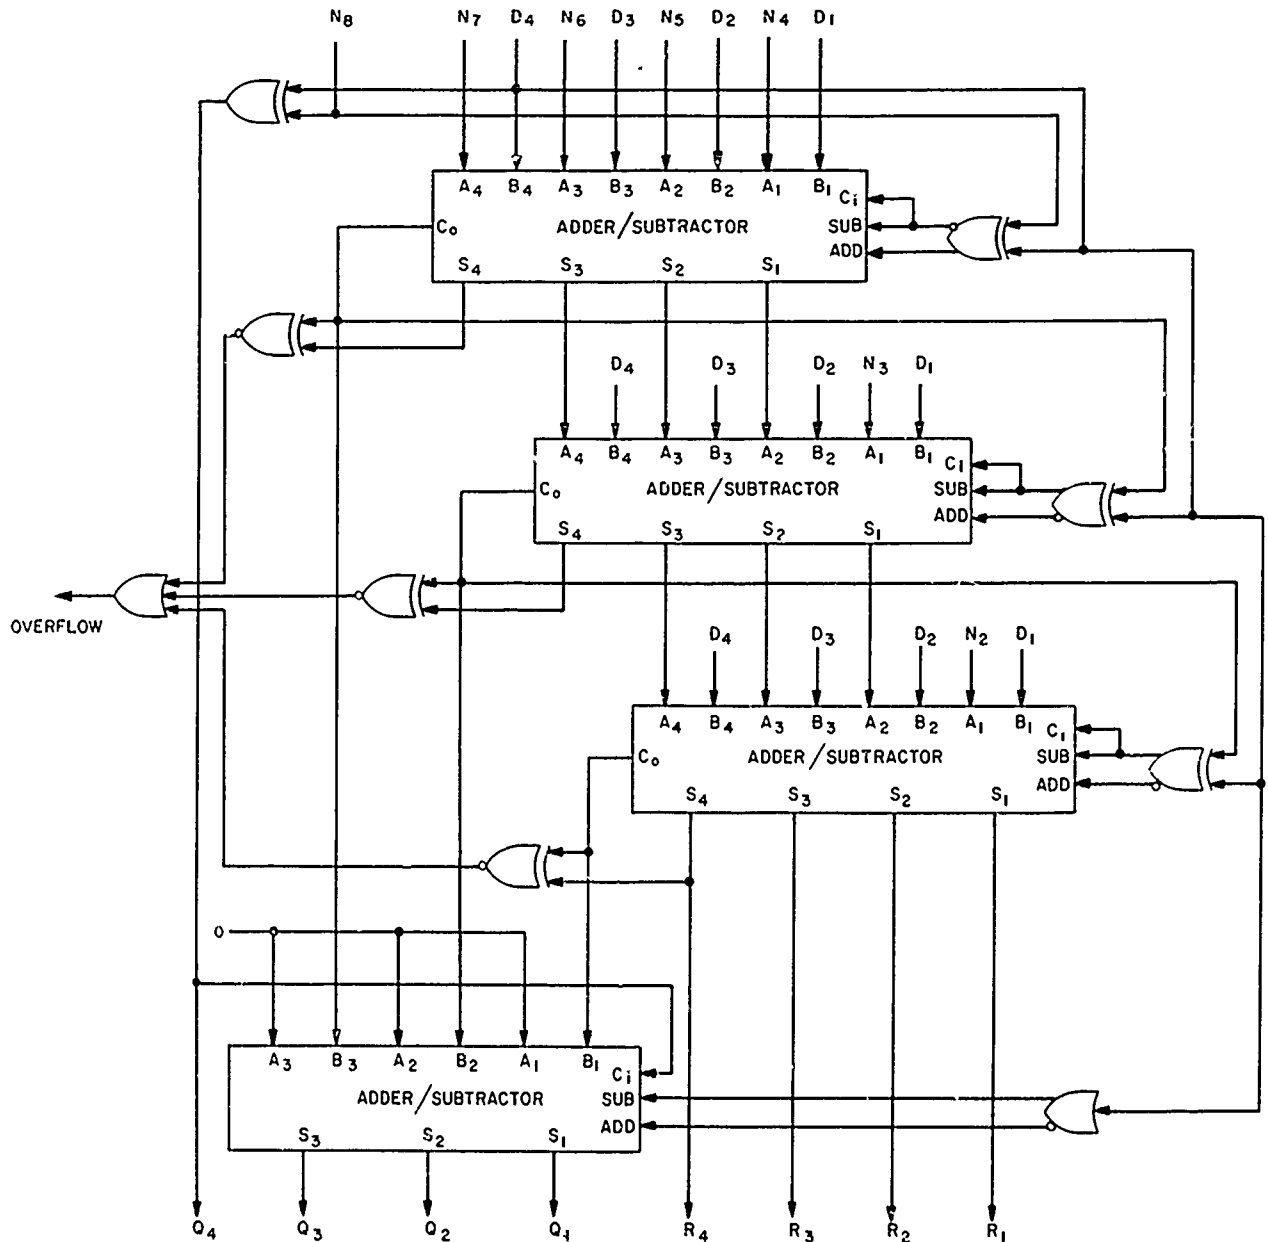 N8 N7 D4 N6 D3 N5 D2 N4 D1
A4 B4 A3 B3 A2 B2 A1 B1
Ci
Co ADDER/SUBTRACTOR SUB
ADD
S4 S3 S2 S1
D4 D3 D2 N3 D1
A4 B4 A3 B3 A2 B2 A1 B1
C1
Co ADDER/SUBTRACTOR SUB
ADD
S4 S3 S2 S1
OVERFLOW
D4 D3 D2 N2 D1
A4 B4 A3 B3 A2 B2 A1 B1
C1
Co ADDER/SUBTRACTOR SUB
ADD
S4 S3 S2 S1
0
A3 B3 A2 B2 A1 B1
Ci
ADDER/SUBTRACTOR SUB
ADD
S3 S2 S1
Q4 Q3 Q2 Q1 R4 R3 R2 R1